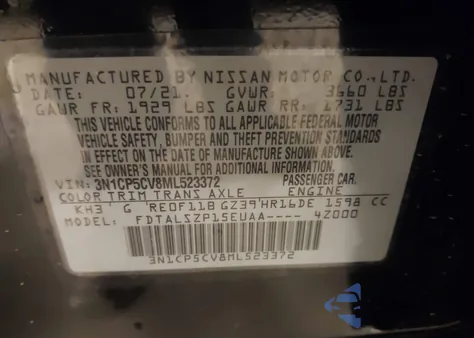 MANUFACTURED BY NISSAN MOTOR CO.,LTD.
DATE: 07/21. GVWR: 3660 LBS
GAWR FR: 1929 LBS GAWR RR: 1731 LBS
THIS VEHICLE CONFORMS TO ALL APPLICABLE FEDERAL MOTOR
VEHICLE SAFETY, BUMPER AND THEFT PREVENTION STANDARDS
IN EFFECT ON THE DATE OF MANUFACTURE SHOWN ABOVE.
SEE OWNER'S MANUAL FOR ADDITIONAL INFORMATION.
VIN: 3N1CP5CV8ML523372 PASSENGER CAR.
COLOR TRIM TRANS AXLE ENGINE
KH3 G RE0F11B GZ39 HR16DE 1598 CC
MODEL: FDTALSZP15EUAA---- 4Z000
3N1CP5CV8ML523372